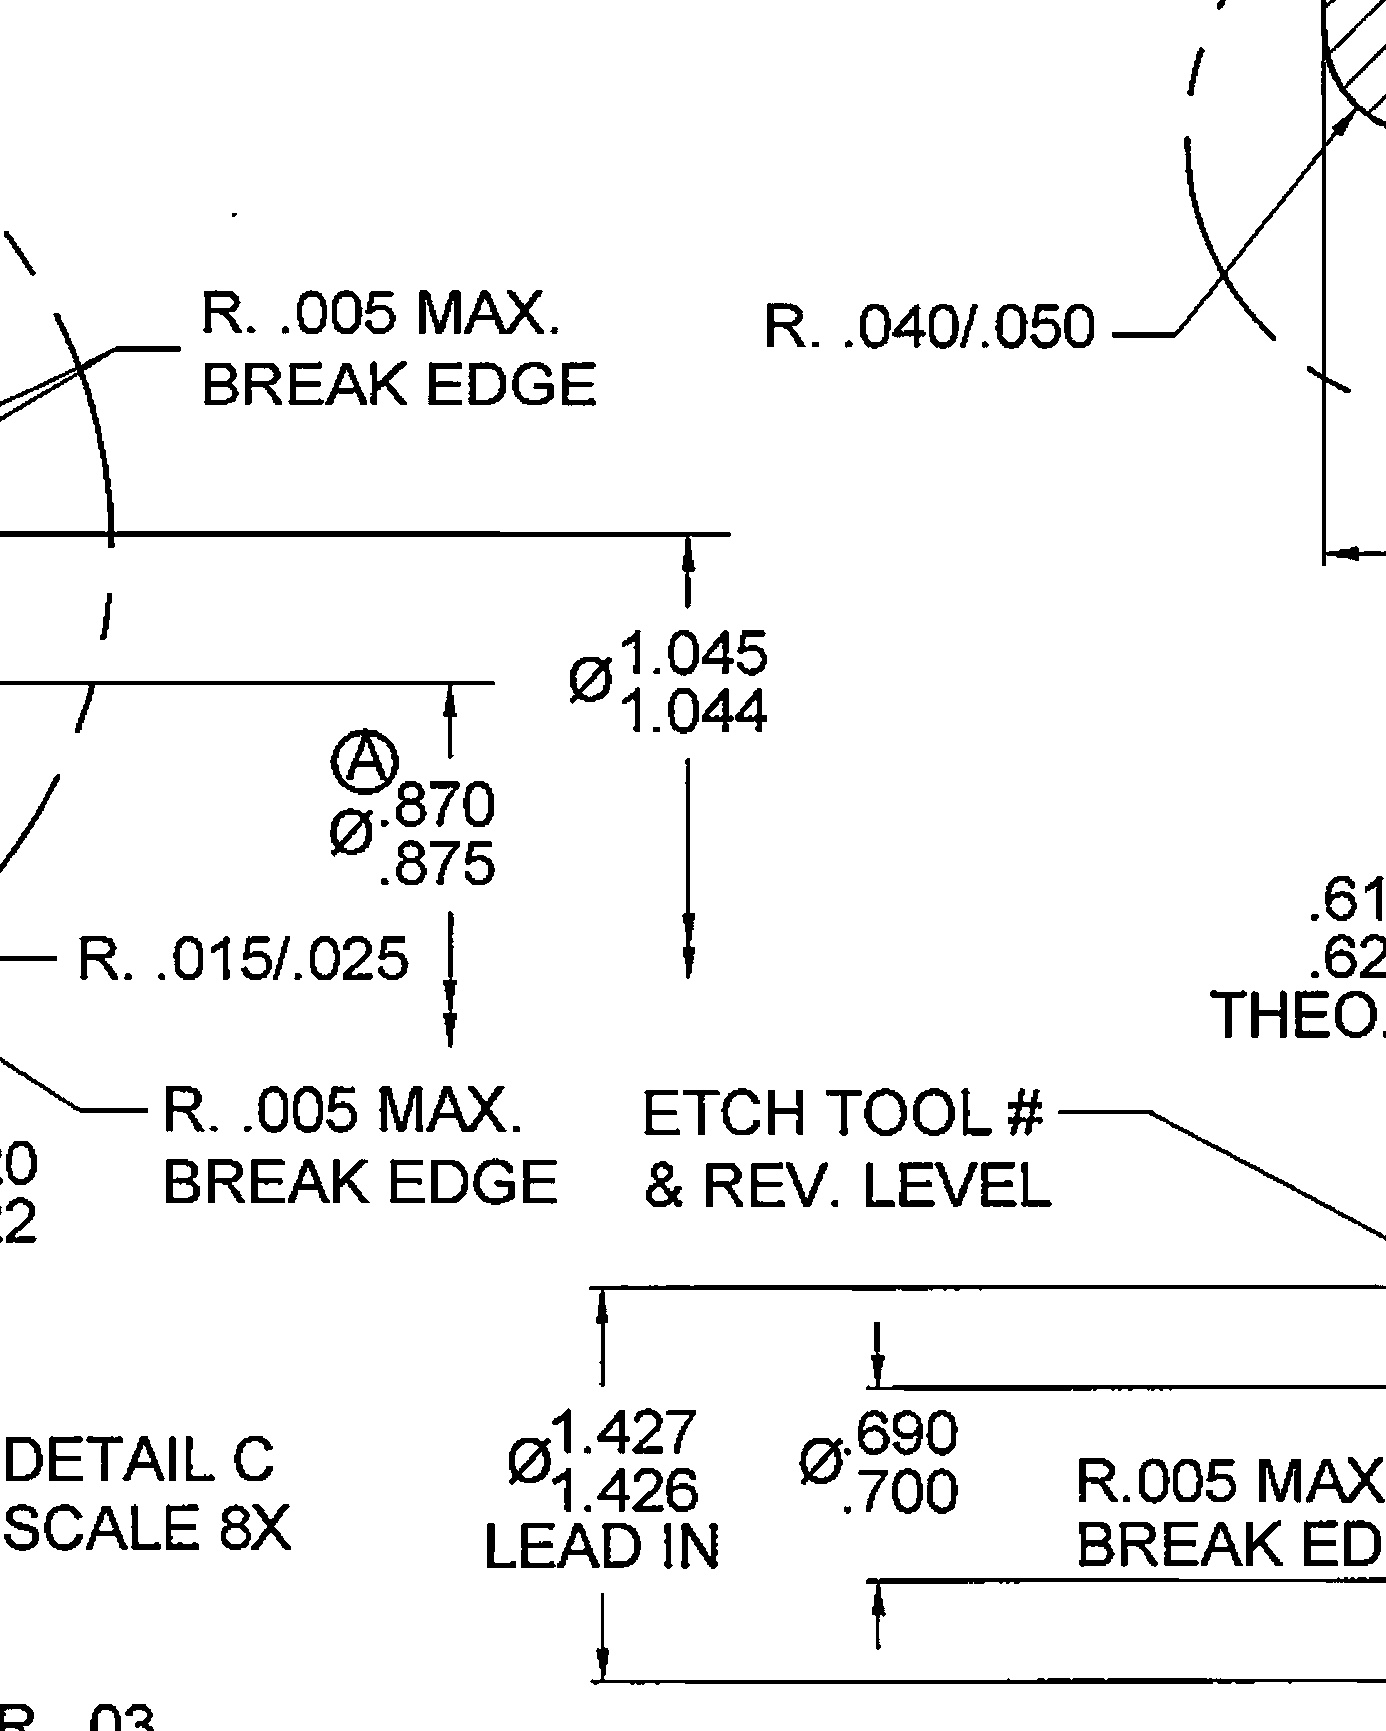 R. .005 MAX.
BREAK EDGE
R. .040/.050
Ø 1.045
1.044
A
Ø .870
.875
R. .015/.025
.61
.62
THEO.
R. .005 MAX.
BREAK EDGE
ETCH TOOL #
& REV. LEVEL
0
2
DETAIL C
SCALE 8X
Ø 1.427
1.426
LEAD IN
Ø .690
.700
R.005 MAX
BREAK ED
R .03